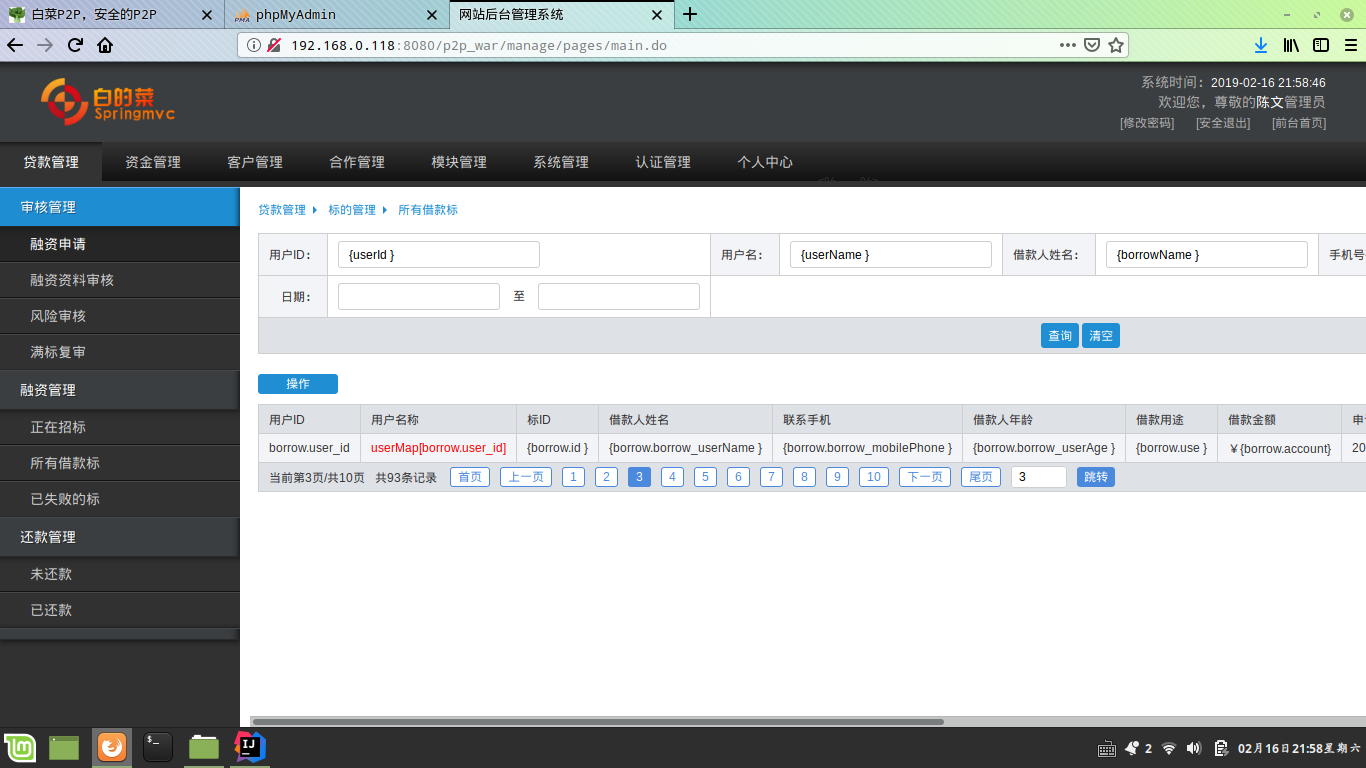 白菜P2P，安全的P2P
phpMyAdmin
网站后台管理系统
192.168.0.118:8080/p2p_war/manage/pages/main.do
白的菜
Springmvc
系统时间：2019-02-16 21:58:46
欢迎您，尊敬的陈文管理员
[修改密码] [安全退出] [前台首页]
贷款管理 资金管理 客户管理 合作管理 模块管理 系统管理 认证管理 个人中心
审核管理
融资申请
融资资料审核
风险审核
满标复审
融资管理
正在招标
所有借款标
已失败的标
还款管理
未还款
已还款
贷款管理 标的管理 所有借款标
用户ID： {userId } 用户名： {userName } 借款人姓名： {borrowName } 手机号
日期： 至
查询 清空
操作
用户ID 用户名称 标ID 借款人姓名 联系手机 借款人年龄 借款用途 借款金额 申
borrow.user_id userMap[borrow.user_id] {borrow.id } {borrow.borrow_userName } {borrow.borrow_mobilePhone } {borrow.borrow_userAge } {borrow.use } ￥{borrow.account} 20
当前第3页/共10页 共93条记录 首页 上一页 1 2 3 4 5 6 7 8 9 10 下一页 尾页 3 跳转
2 02月16日21:58星期六